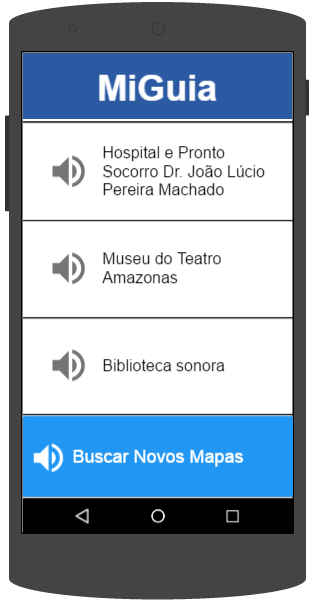 MiGuia
Hospital e Pronto
Socorro Dr. João Lúcio
Pereira Machado
Museu do Teatro
Amazonas
Biblioteca sonora
Buscar Novos Mapas